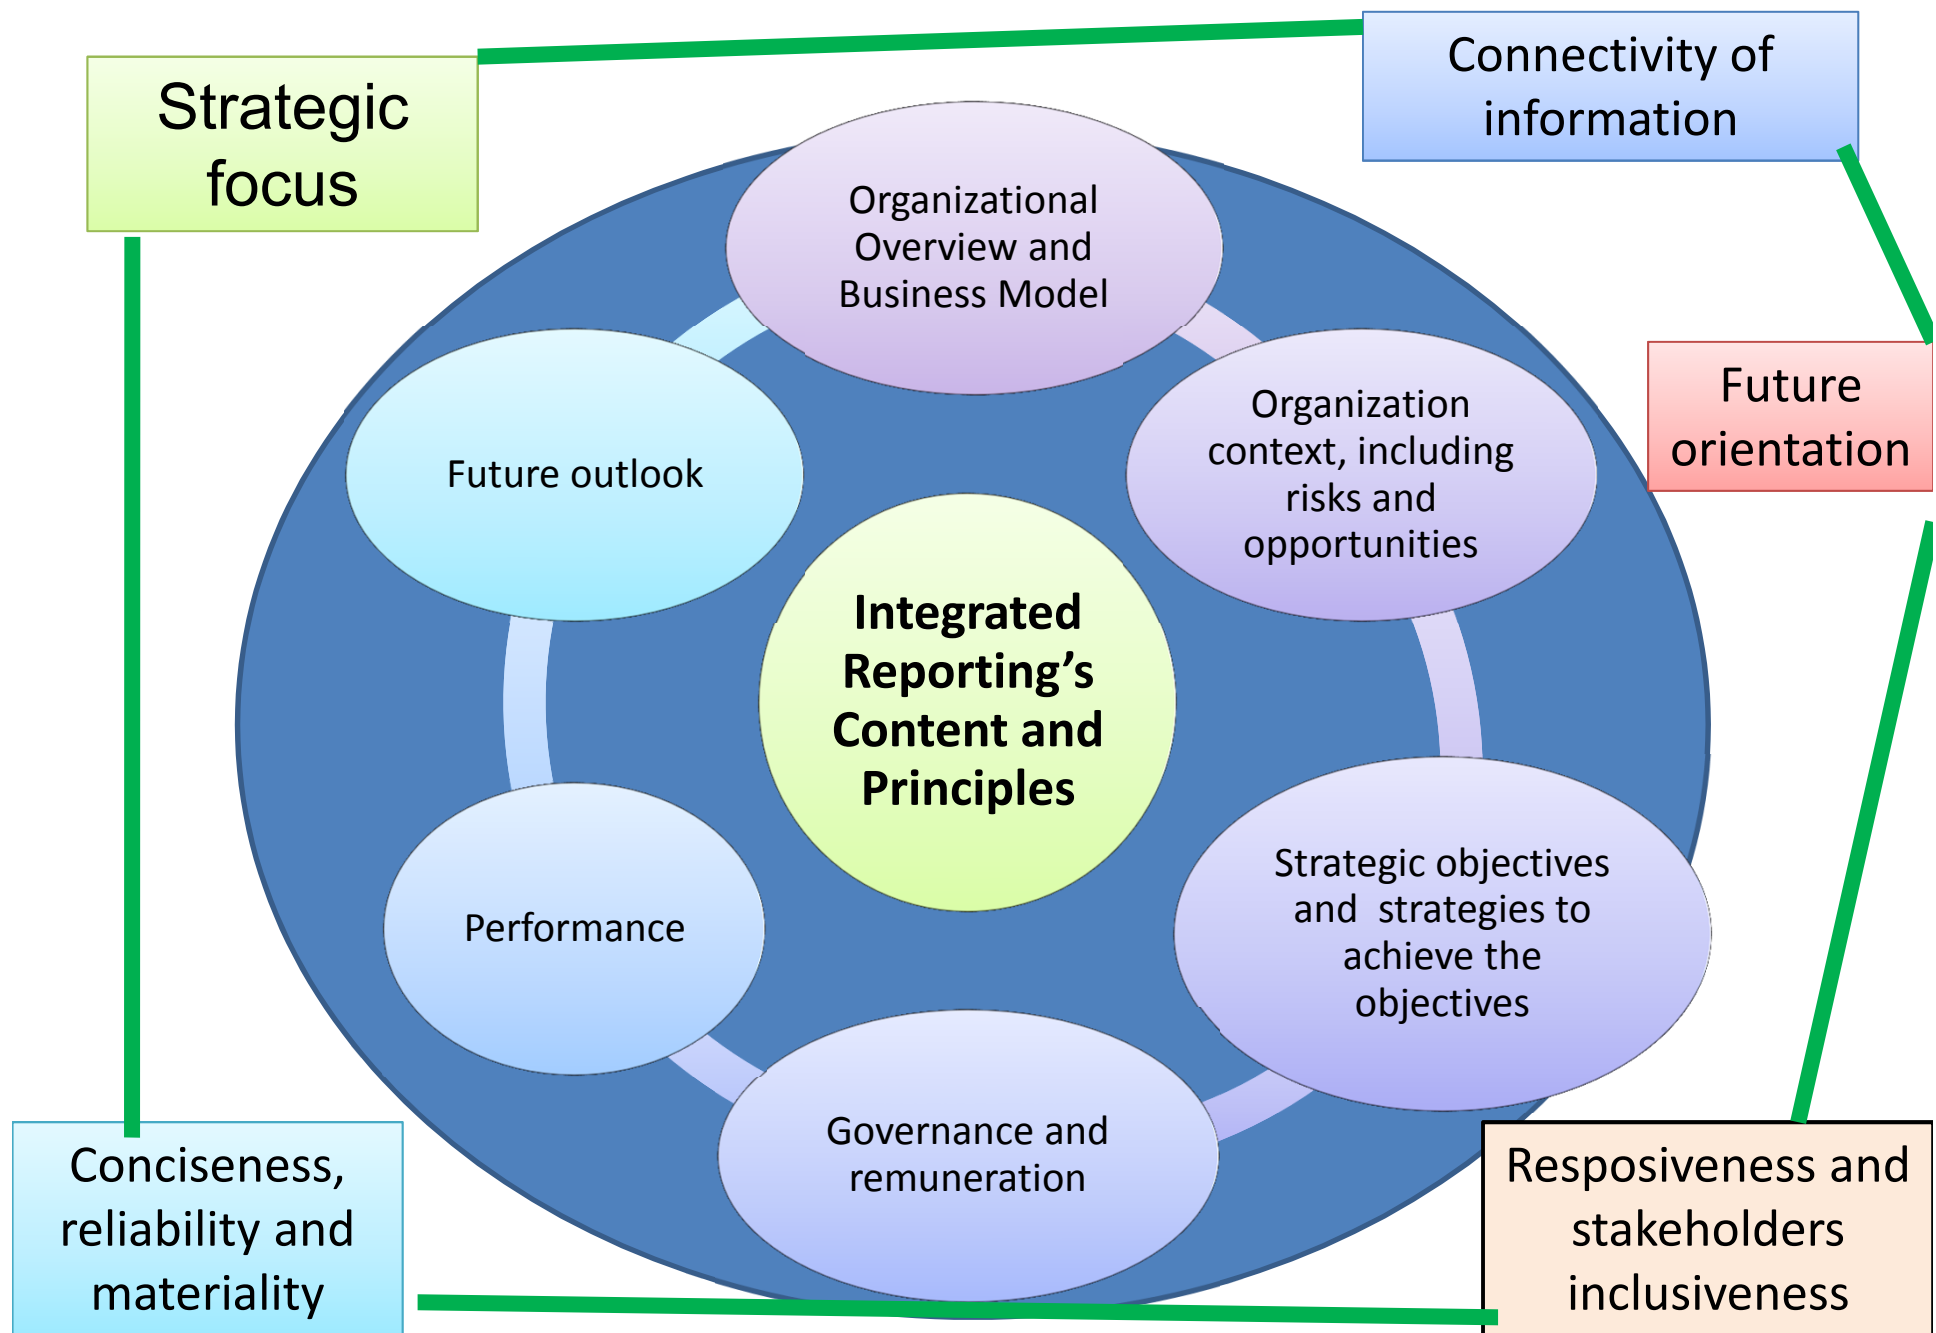 Strategic
focus
Connectivity of
information
Organizational
Overview and
Business Model
Future
orientation
Organization
context, including
risks and
opportunities
Future outlook
Integrated
Reporting’s
Content and
Principles
Strategic objectives
and  strategies to
achieve the
objectives
Performance
Governance and
remuneration
Conciseness,
reliability and
materiality
Resposiveness and
stakeholders
inclusiveness